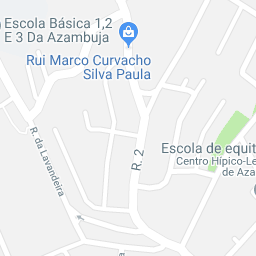 Escola Básica 1,2
E 3 Da Azambuja
Rui Marco Curvacho
Silva Paula
R. da Lavandeira
R. 2
Escola de equit
Centro Hípico-Le
de Aza